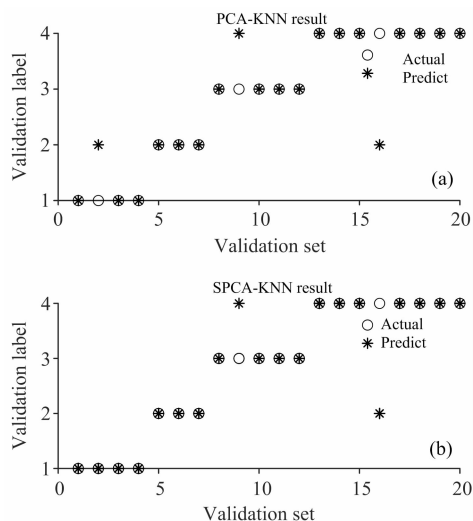 PCA-KNN result
4
3
2
1
Validation label
Actual
Predict
(a)
0
5
10
15
20
Validation set
SPCA-KNN result
4
3
2
1
Validation label
Actual
Predict
(b)
0
5
10
15
20
Validation set